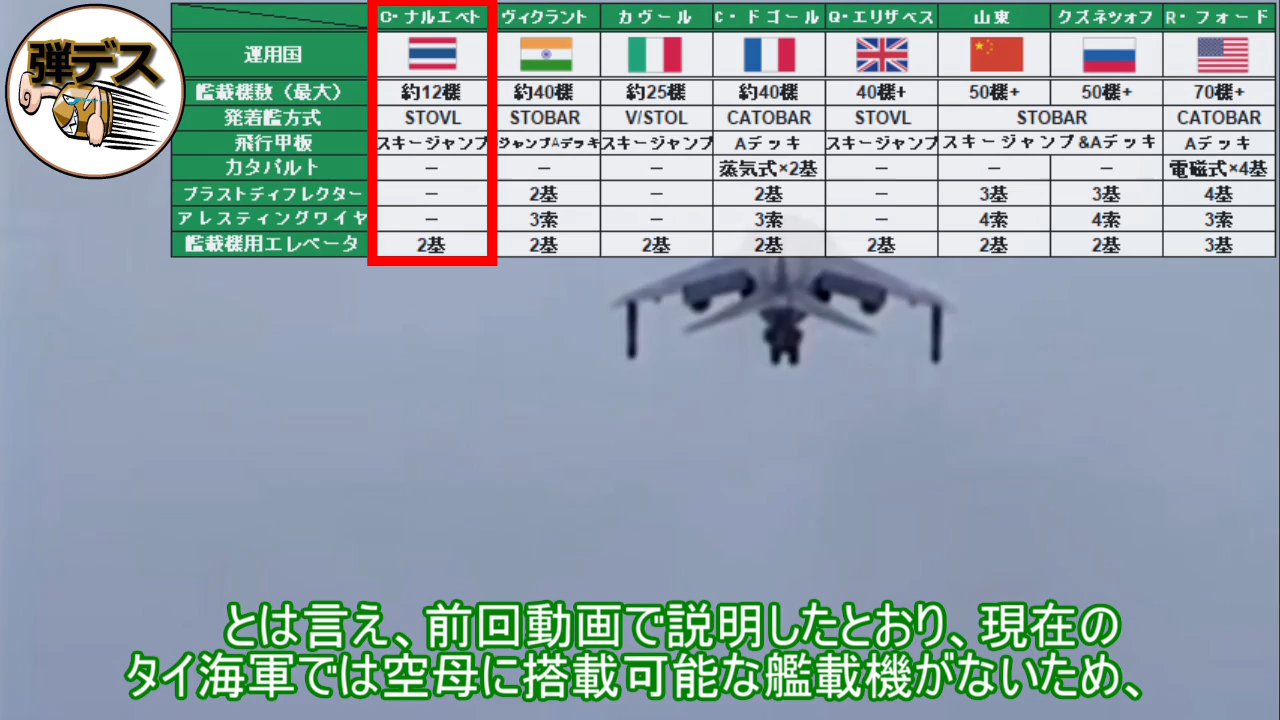 弾デス
C・ナルエベト ヴィクラント カヴール C・ドゴール Q・エリザベス 山東 クズネツォフ R・フォード
運用国
艦載機数（最大） 約12機 約40機 約25機 約40機 40機+ 50機+ 50機+ 70機+
発着艦方式 STOVL STOBAR V/STOL CATOBAR STOVL STOBAR CATOBAR
飛行甲板 スキージャンプ ジャンプAデッキ スキージャンプ Aデッキ スキージャンプ スキージャンプ&Aデッキ Aデッキ
カタパルト － － － 蒸気式×2基 － － － 電磁式×4基
ブラストディフレクター － 2基 － 2基 － 3基 3基 4基
アレスティングワイヤ － 3索 － 3索 － 4索 4索 3索
艦載機用エレベータ 2基 2基 2基 2基 2基 2基 2基 3基
とは言え、前回動画で説明したとおり、現在の
タイ海軍では空母に搭載可能な艦載機がないため、